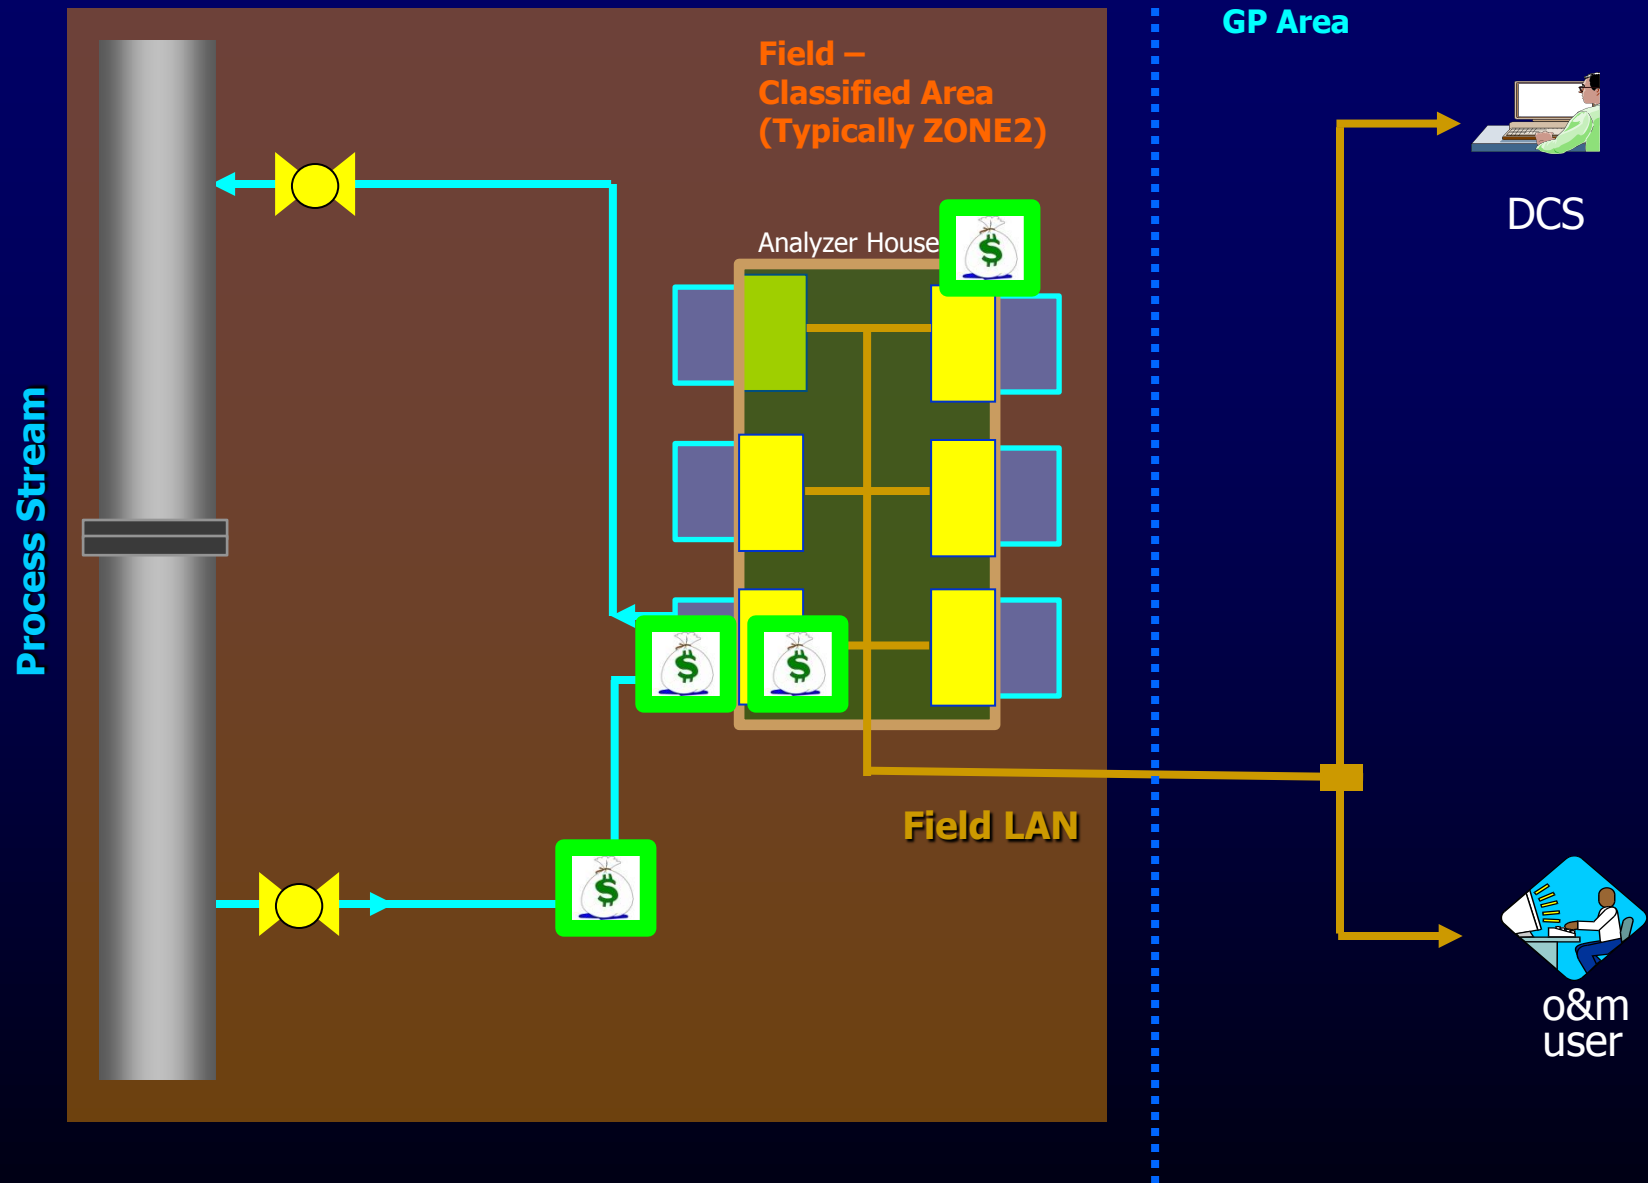 GP Area
Field –
Classified Area
(Typically ZONE2)
DCS
Analyzer House
$
$
$
$
Process Stream
Field LAN
o&m
user